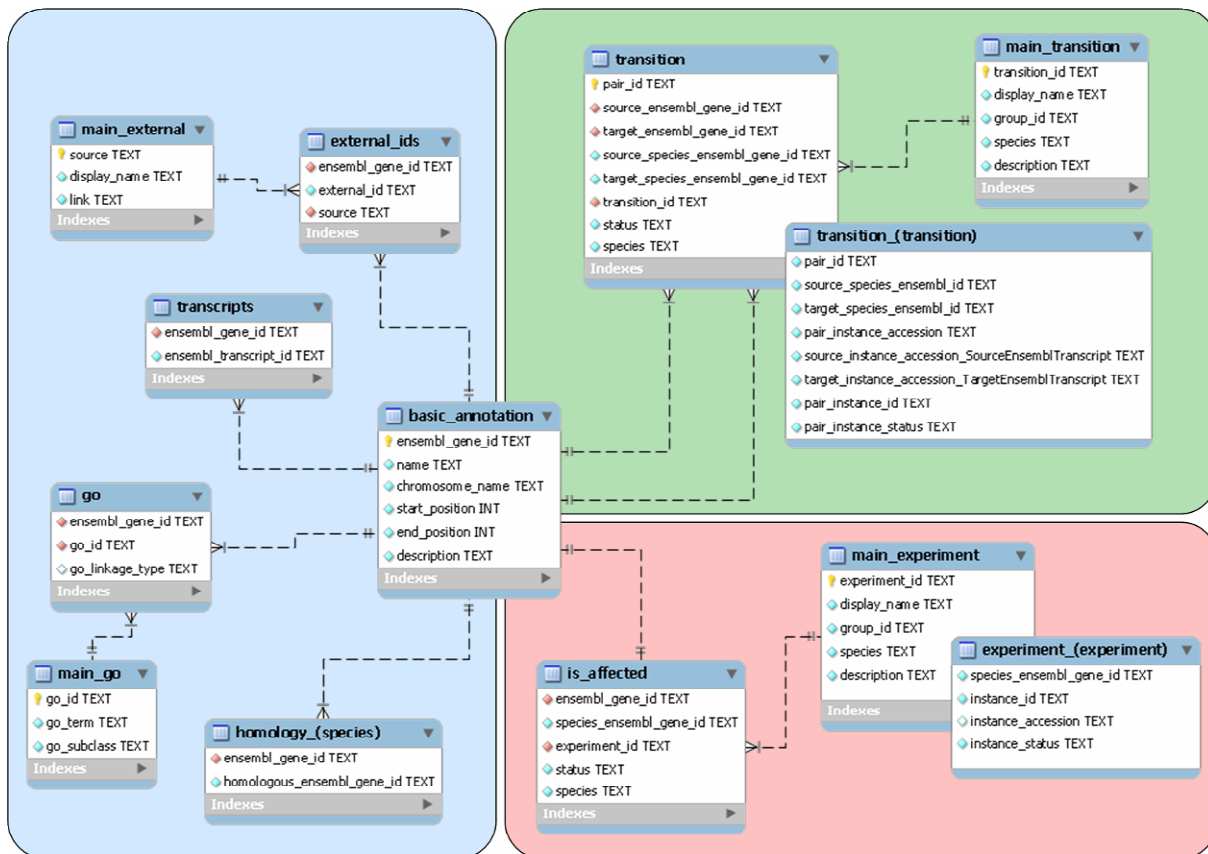 main_external
source TEXT
display_name TEXT
link TEXT
Indexes
external_ids
ensembl_gene_id TEXT
external_id TEXT
source TEXT
Indexes
transcripts
ensembl_gene_id TEXT
ensembl_transcript_id TEXT
Indexes
basic_annotation
ensembl_gene_id TEXT
name TEXT
chromosome_name TEXT
start_position INT
end_position INT
description TEXT
Indexes
go
ensembl_gene_id TEXT
go_id TEXT
go_linkage_type TEXT
Indexes
main_go
go_id TEXT
go_term TEXT
go_subclass TEXT
Indexes
homology_(species)
ensembl_gene_id TEXT
homologous_ensembl_gene_id TEXT
Indexes
transition
pair_id TEXT
source_ensembl_gene_id TEXT
target_ensembl_gene_id TEXT
source_species_ensembl_gene_id TEXT
target_species_ensembl_gene_id TEXT
transition_id TEXT
status TEXT
species TEXT
Indexes
main_transition
transition_id TEXT
display_name TEXT
group_id TEXT
species TEXT
description TEXT
Indexes
transition_(transition)
pair_id TEXT
source_species_ensembl_id TEXT
target_species_ensembl_id TEXT
pair_instance_accession TEXT
source_instance_accession_SourceEnsemblTranscript TEXT
target_instance_accession_TargetEnsemblTranscript TEXT
pair_instance_id TEXT
pair_instance_status TEXT
main_experiment
experiment_id TEXT
display_name TEXT
group_id TEXT
species TEXT
description TEXT
Indexes
experiment_(experiment)
species_ensembl_gene_id TEXT
instance_id TEXT
instance_accession TEXT
instance_status TEXT
is_affected
ensembl_gene_id TEXT
species_ensembl_gene_id TEXT
experiment_id TEXT
status TEXT
species TEXT
Indexes